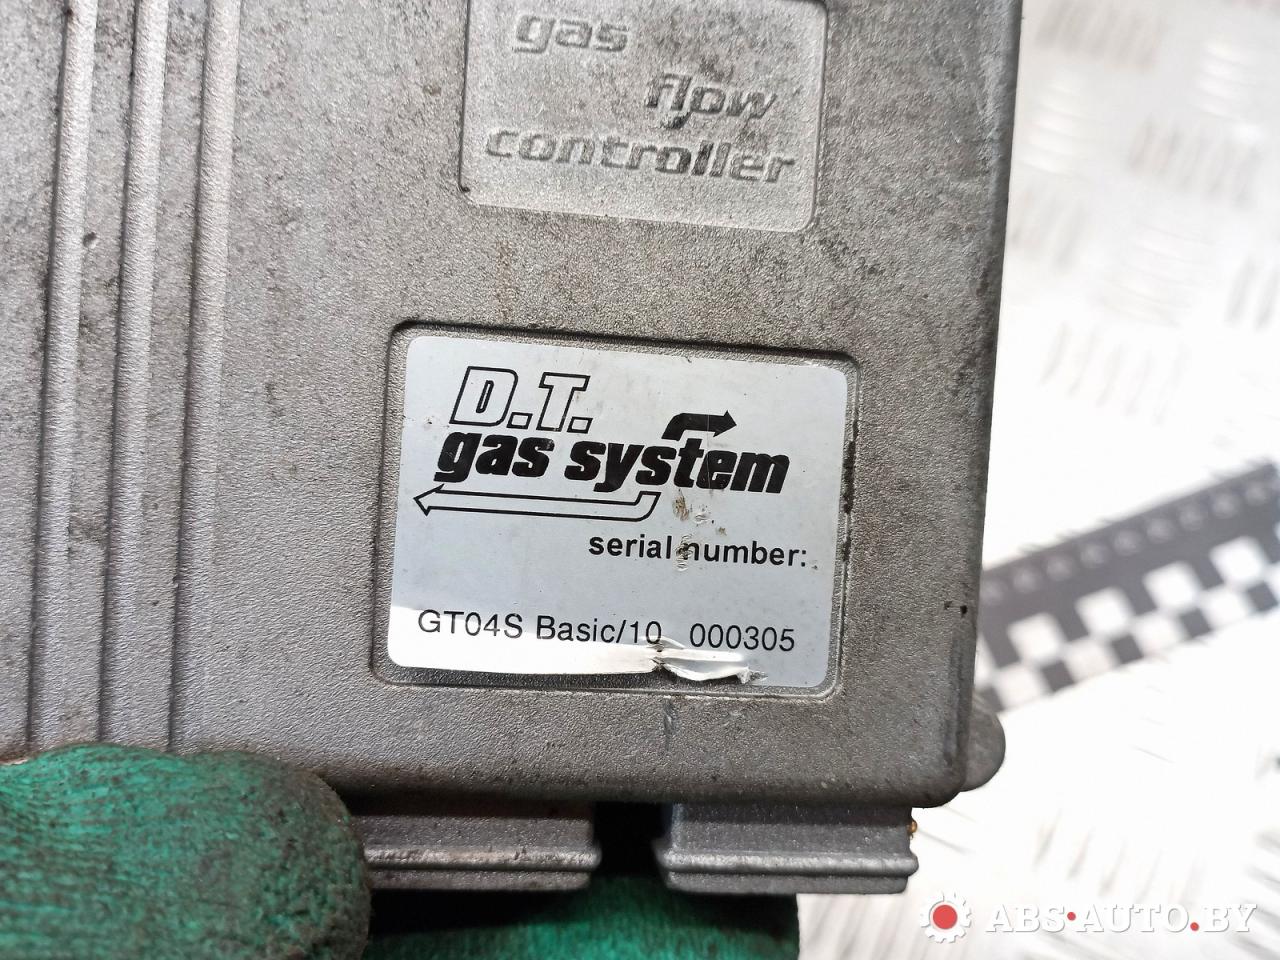 gas
flow
controller
D.T.
gas system
serial number:
GT04S Basic/10 000305
ABS·AUTO.BY